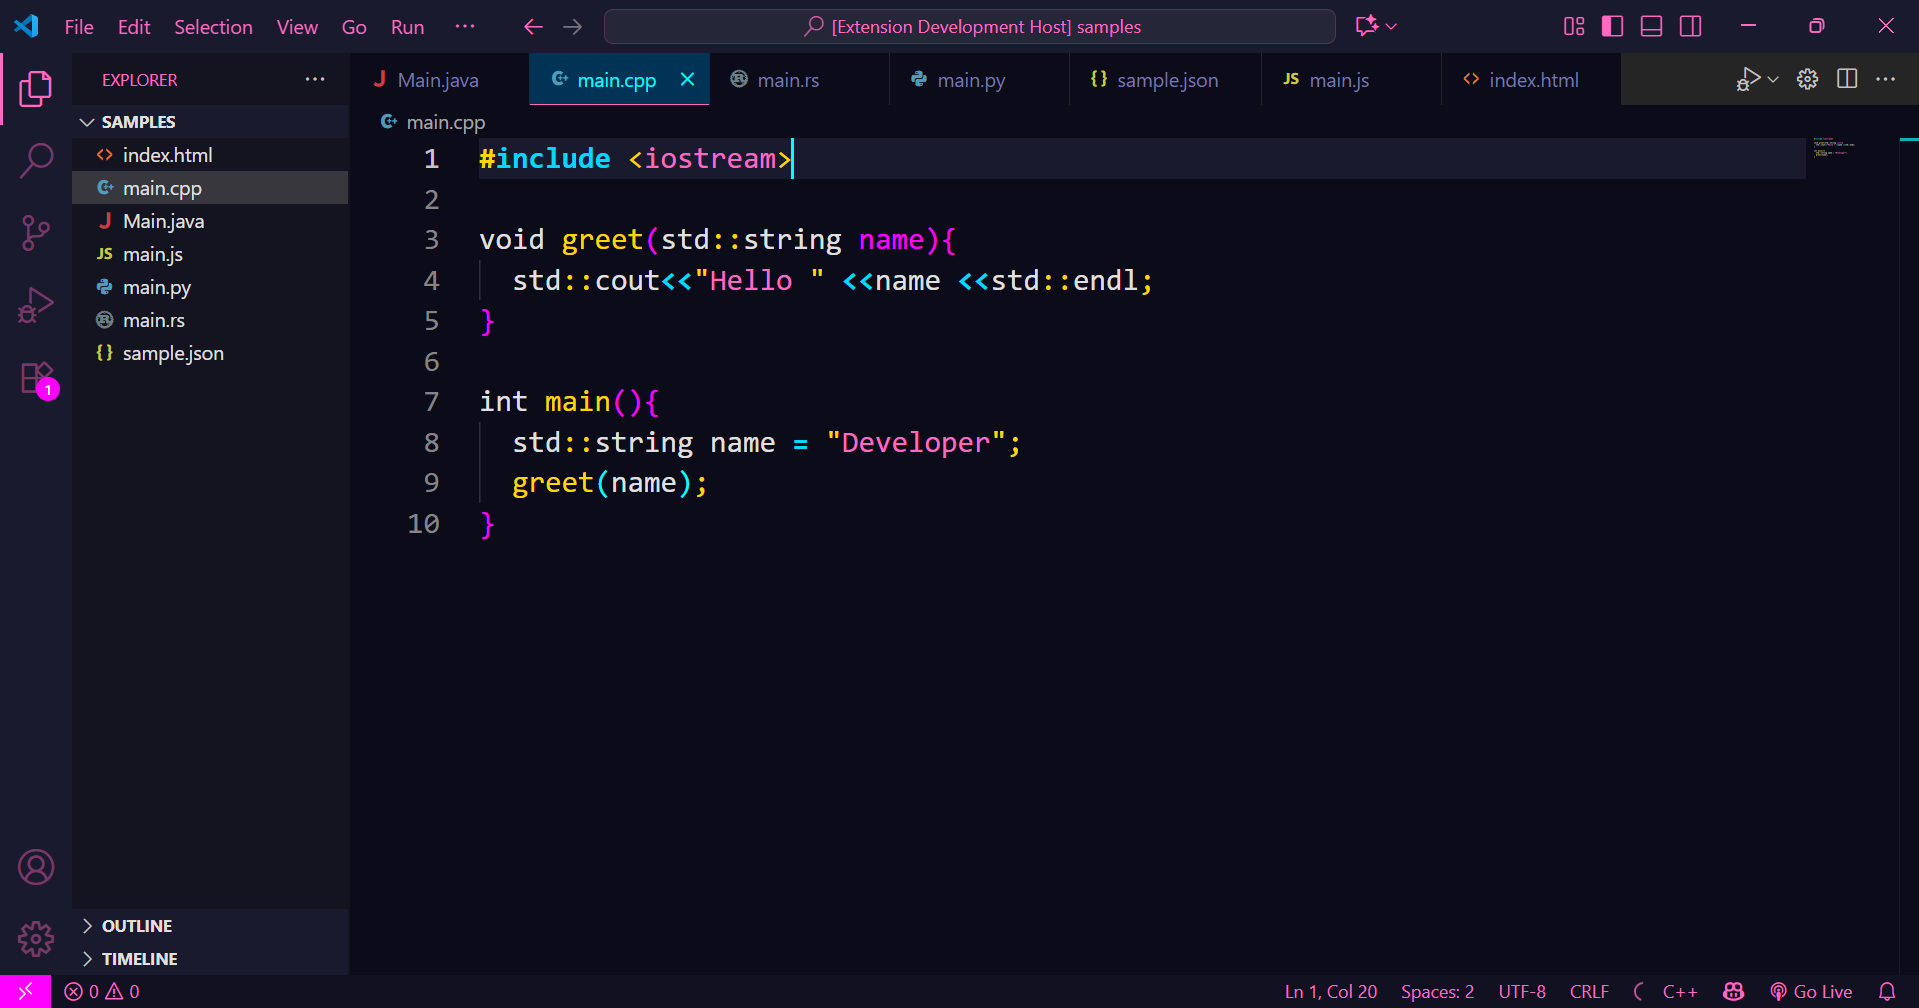 File Edit Selection View Go Run ··· [Extension Development Host] samples
EXPLORER ···
SAMPLES
index.html
main.cpp
Main.java
main.js
main.py
main.rs
sample.json
OUTLINE
TIMELINE
1
Main.java main.cpp main.rs main.py sample.json main.js index.html
main.cpp
1 #include <iostream>
2
3 void greet(std::string name){
4 std::cout<<"Hello " <<name <<std::endl;
5 }
6
7 int main(){
8 std::string name = "Developer";
9 greet(name);
10 }
0 0 Ln 1, Col 20 Spaces: 2 UTF-8 CRLF C++ Go Live